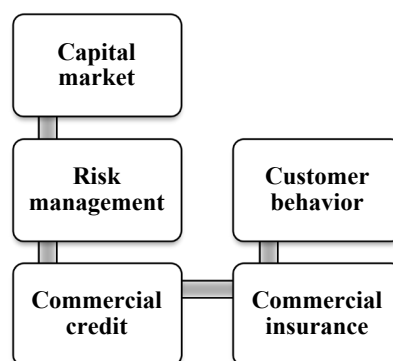 Capital
market
Risk
management
Customer
behavior
Commercial
credit
Commercial
insurance